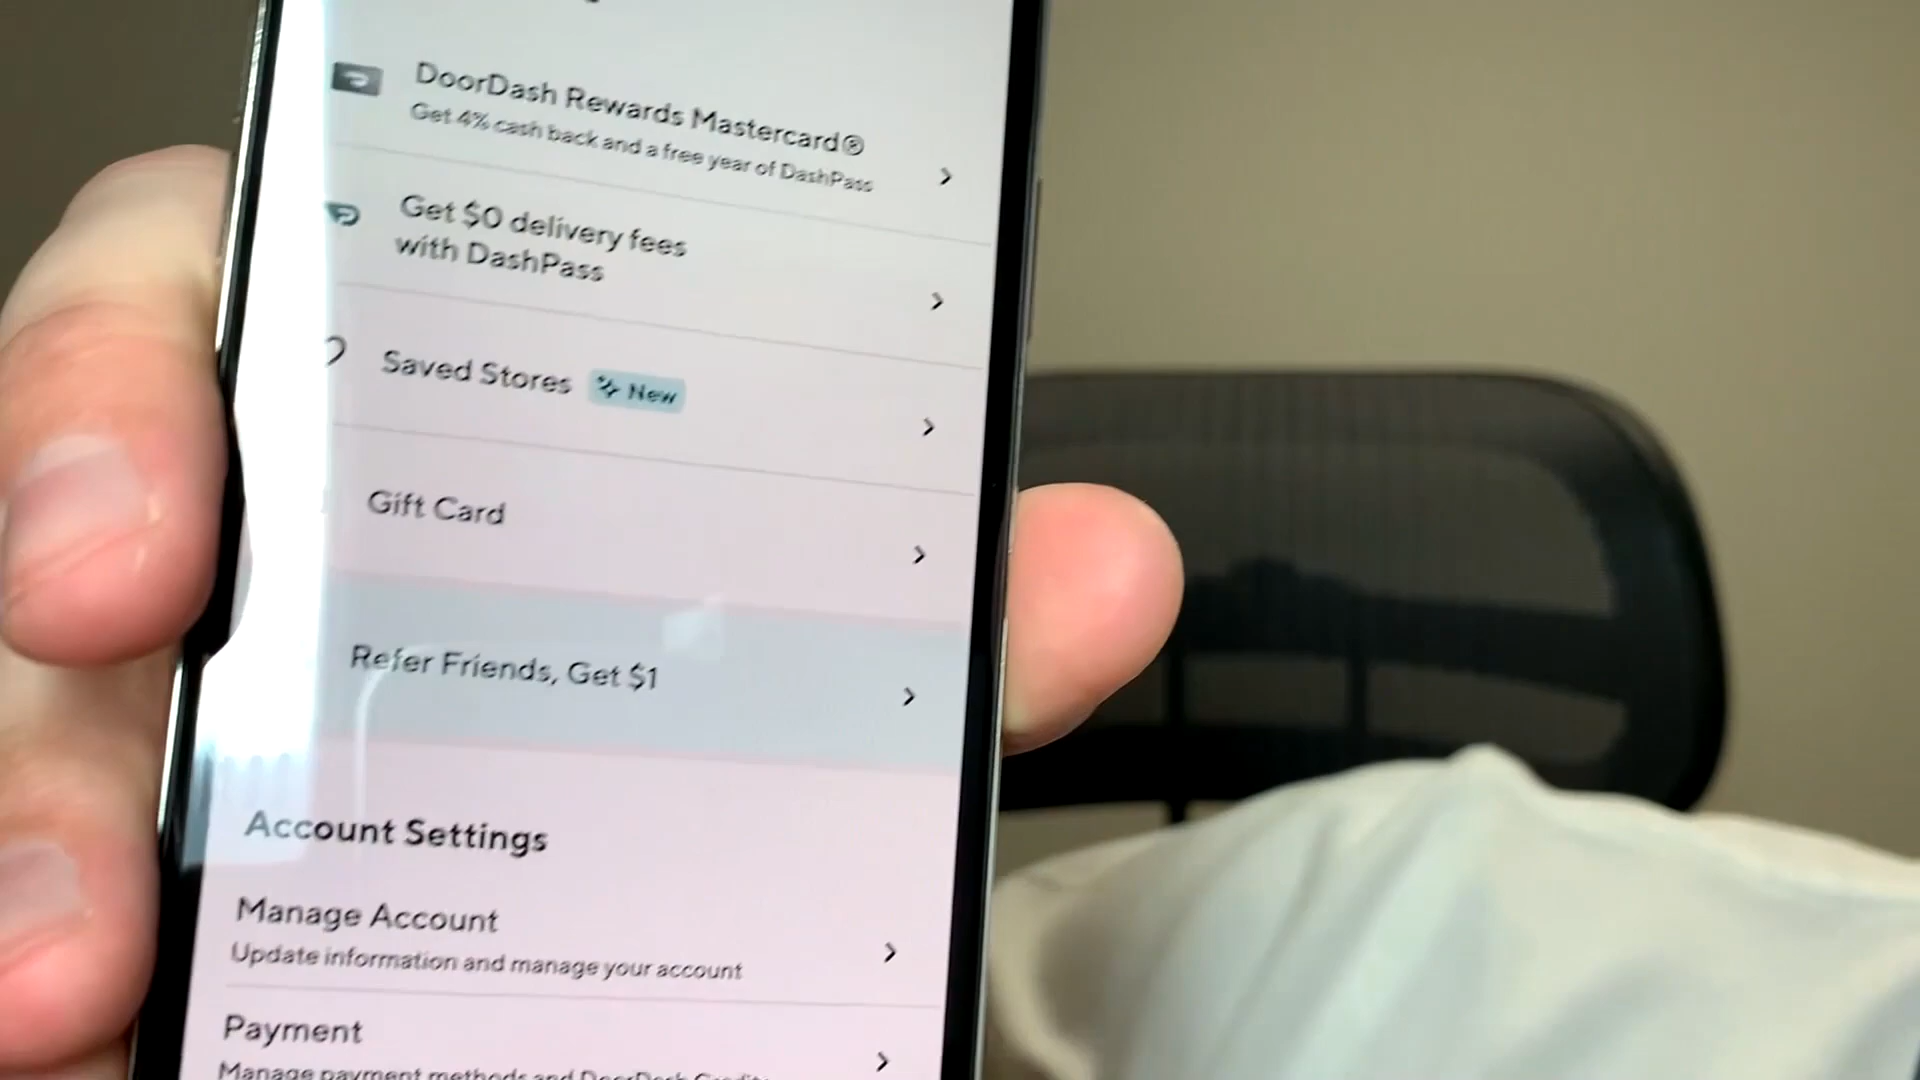 DoorDash Rewards Mastercard®
Get 4% cash back and a free year of DashPass
Get $0 delivery fees
with DashPass
Saved Stores New
Gift Card
Refer Friends, Get $1
Account Settings
Manage Account
Update information and manage your account
Payment
Manage payment methods and DoorDash Credits